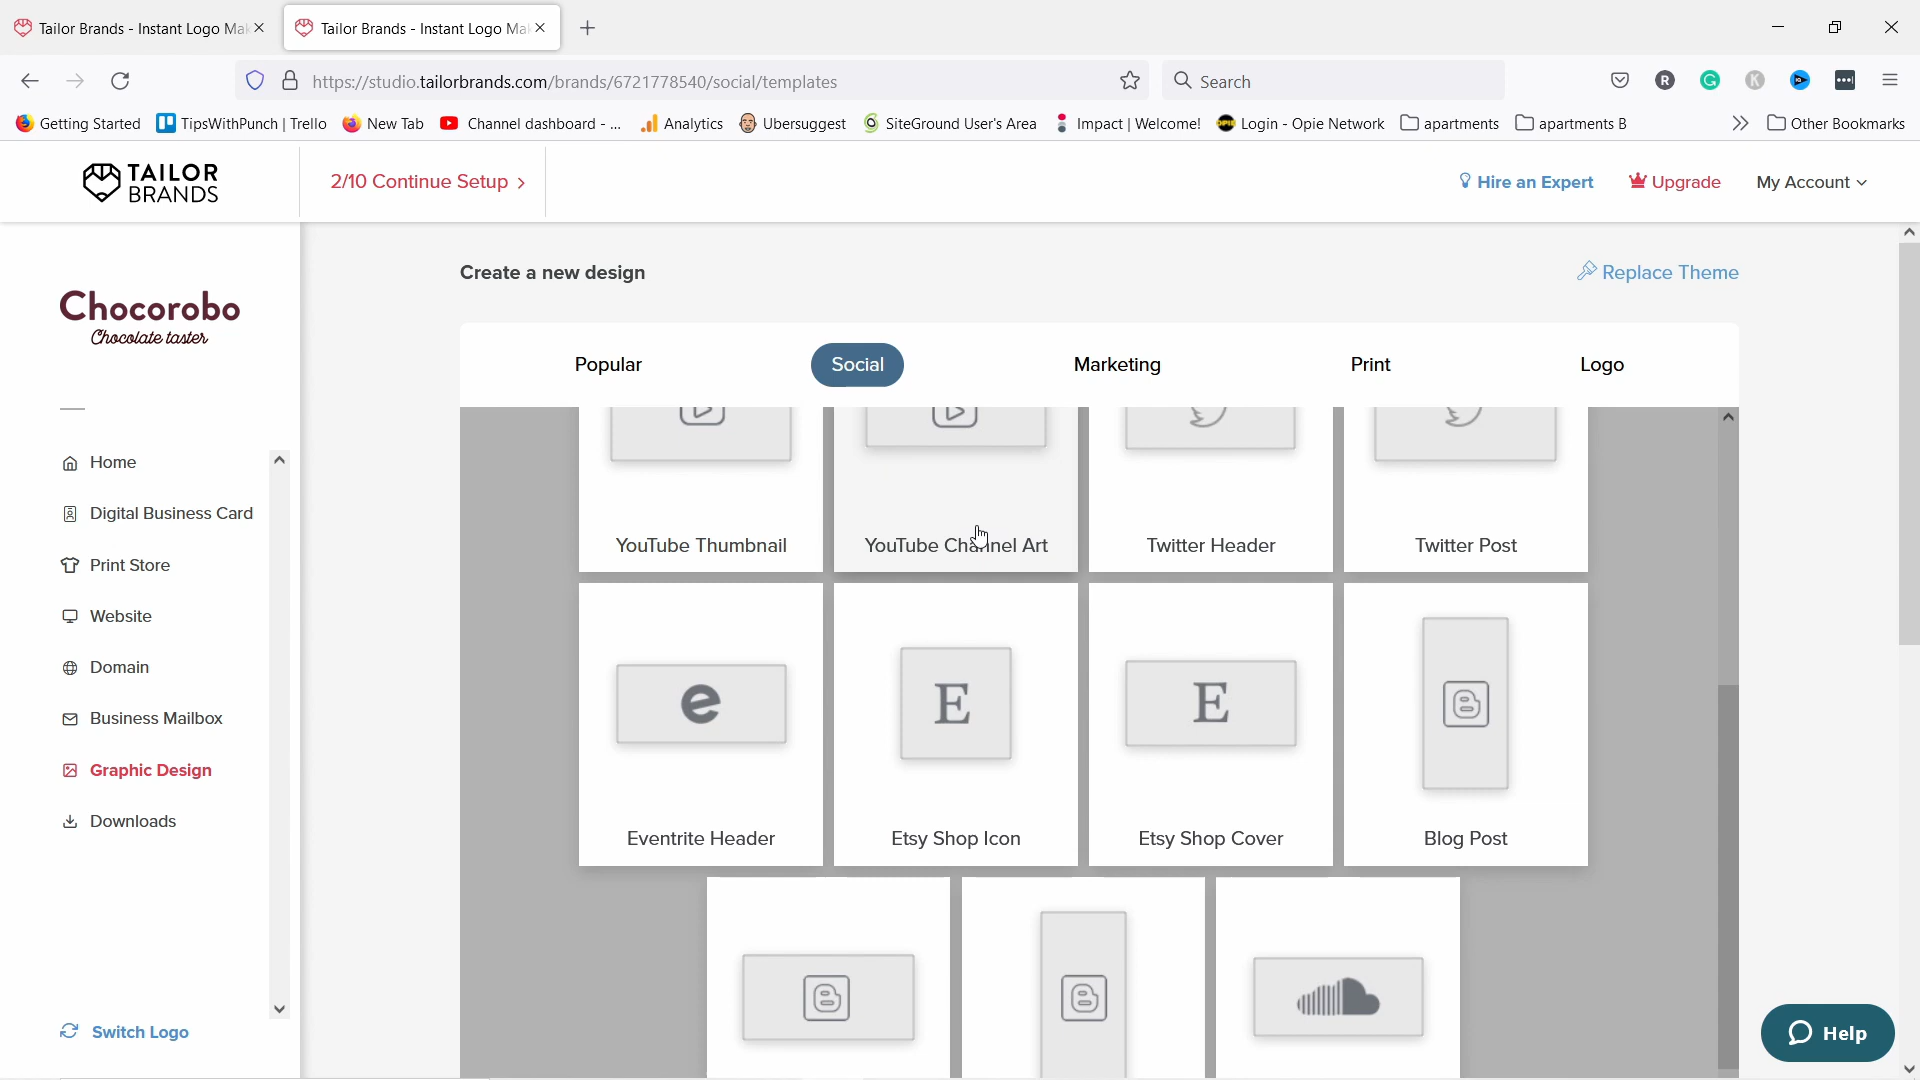 Tailor Brands - Instant Logo Ma
Tailor Brands - Instant Logo Ma
https://studio.tailorbrands.com/brands/6721778540/social/templates
Search
Getting Started
TipsWithPunch | Trello
New Tab
Channel dashboard - ...
Analytics
Ubersuggest
SiteGround User's Area
Impact | Welcome!
Login - Opie Network
apartments
apartments B
Other Bookmarks
TAILOR
BRANDS
2/10 Continue Setup
Hire an Expert
Upgrade
My Account
Chocorobo
Chocolate taster
Home
Digital Business Card
Print Store
Website
Domain
Business Mailbox
Graphic Design
Downloads
Switch Logo
Create a new design
Replace Theme
Popular
Social
Marketing
Print
Logo
YouTube Thumbnail
YouTube Channel Art
Twitter Header
Twitter Post
e
E
E
Eventrite Header
Etsy Shop Icon
Etsy Shop Cover
Blog Post
Help